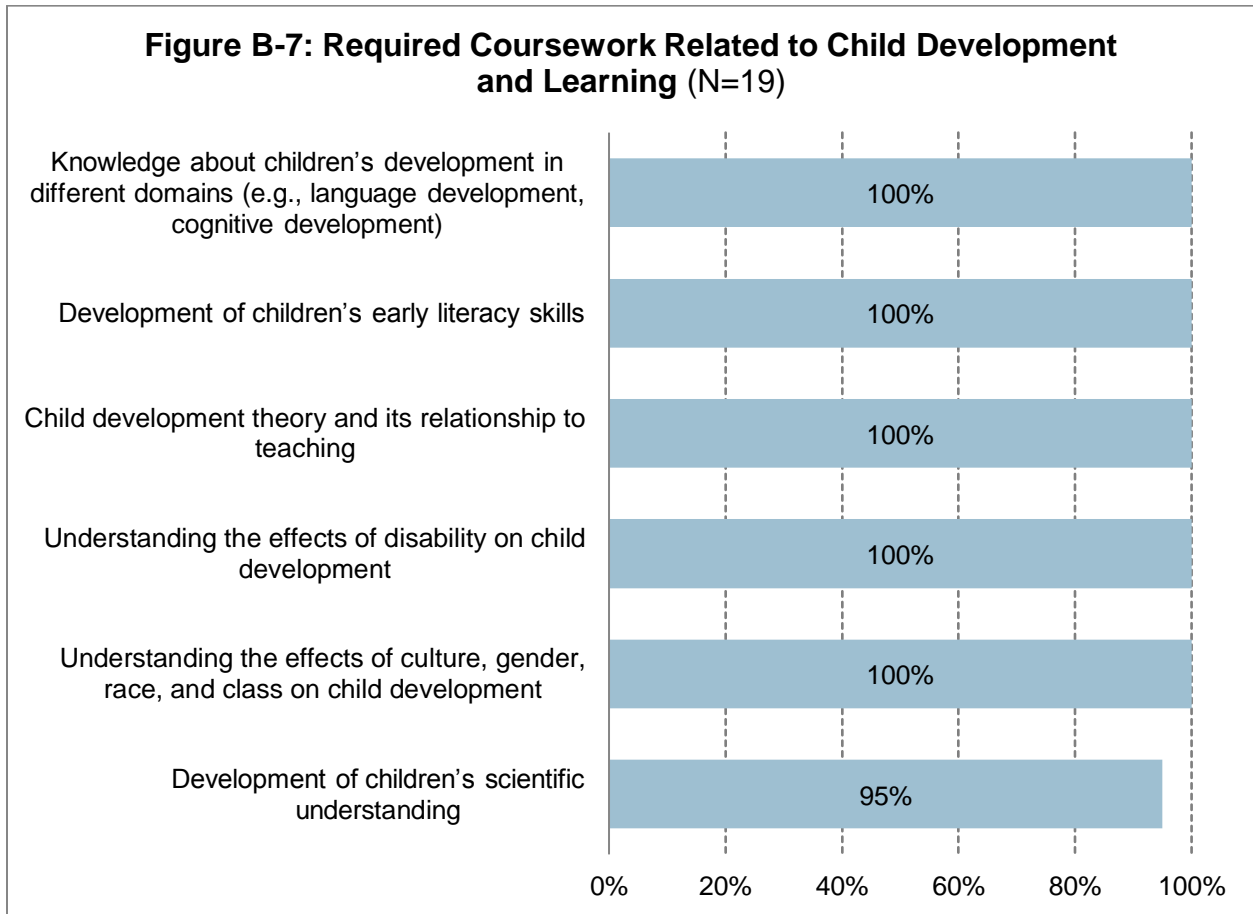 Figure B-7: Required Coursework Related to Child Development
and Learning (N=19)
Knowledge about children’s development in
different domains (e.g., language development,
cognitive development)
100%
Development of children’s early literacy skills
100%
Child development theory and its relationship to
teaching
100%
Understanding the effects of disability on child
development
100%
Understanding the effects of culture, gender,
race, and class on child development
100%
Development of children’s scientific
understanding
95%
0% 20% 40% 60% 80% 100%